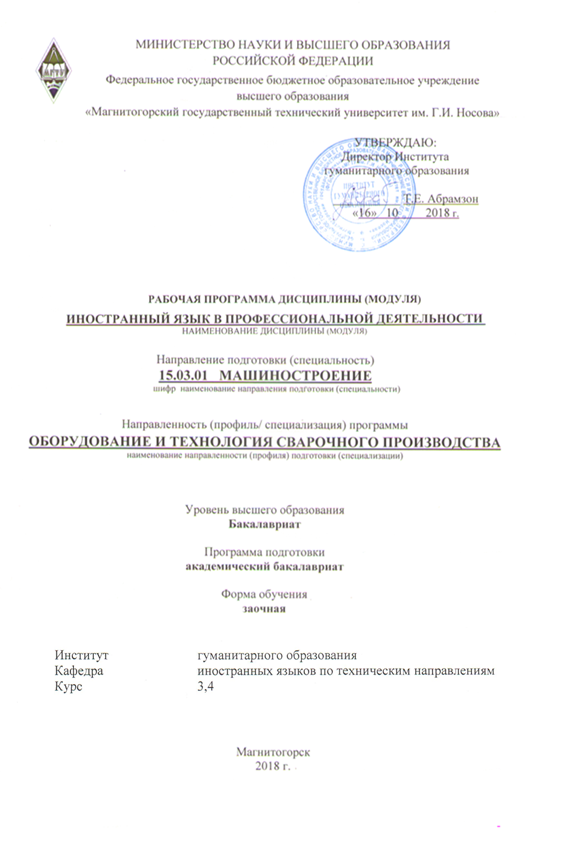 МИНИСТЕРСТВО НАУКИ И ВЫСШЕГО ОБРАЗОВАНИЯ
РОССИЙСКОЙ ФЕДЕРАЦИИ
Федеральное государственное бюджетное образовательное учреждение
высшего образования
«Магнитогорский государственный технический университет им. Г.И. Носова»
УТВЕРЖДАЮ:
Директор Института
гуманитарного образования
Т.Е. Абрамзон
«16» 10 2018 г.
РАБОЧАЯ ПРОГРАММА ДИСЦИПЛИНЫ (МОДУЛЯ)
ИНОСТРАННЫЙ ЯЗЫК В ПРОФЕССИОНАЛЬНОЙ ДЕЯТЕЛЬНОСТИ
НАИМЕНОВАНИЕ ДИСЦИПЛИНЫ (МОДУЛЯ)
Направление подготовки (специальность)
15.03.01 МАШИНОСТРОЕНИЕ
шифр наименование направления подготовки (специальности)
Направленность (профиль/ специализация) программы
ОБОРУДОВАНИЕ И ТЕХНОЛОГИЯ СВАРОЧНОГО ПРОИЗВОДСТВА
наименование направленности (профиля) подготовки (специализации)
Уровень высшего образования
Бакалавриат
Программа подготовки
академический бакалавриат
Форма обучения
заочная
Институт гуманитарного образования
Кафедра иностранных языков по техническим направлениям
Курс 3,4
Магнитогорск
2018 г.